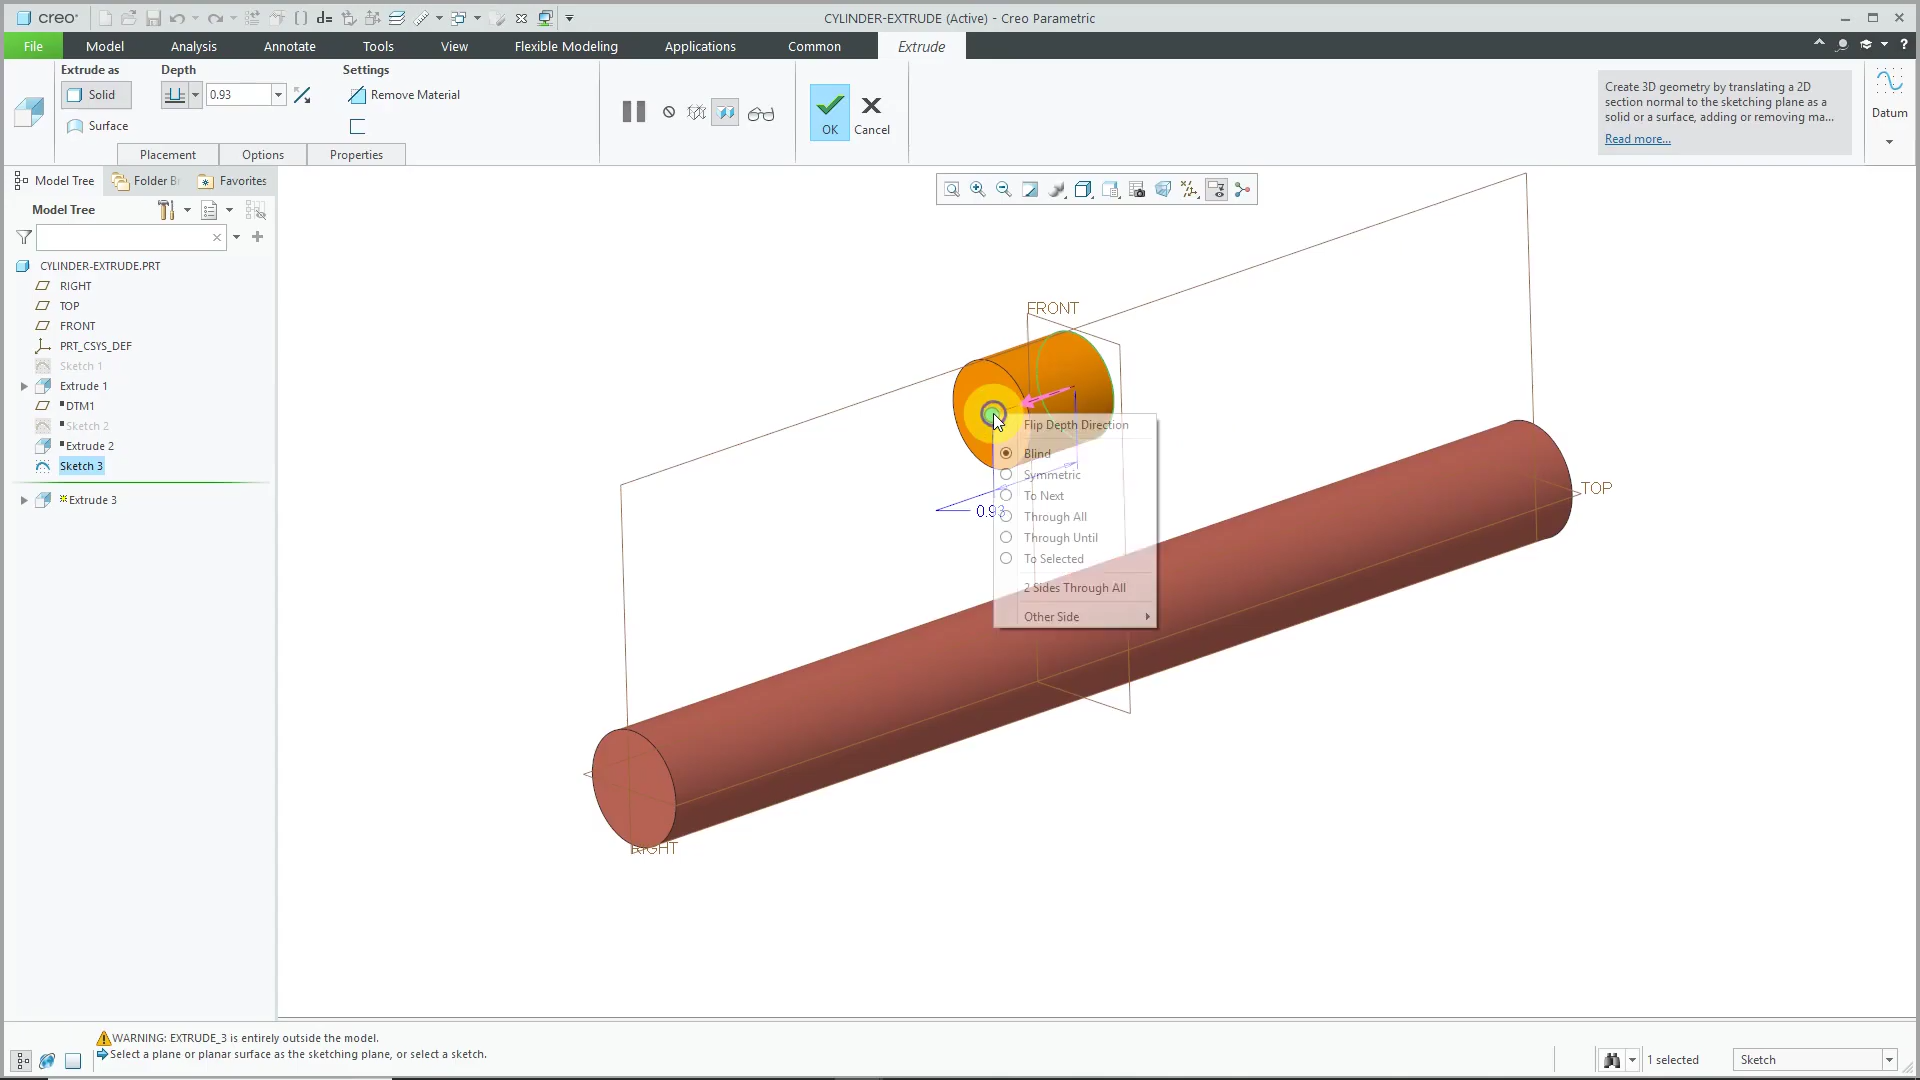 creo
CYLINDER-EXTRUDE (Active) - Creo Parametric
File
Model
Analysis
Annotate
Tools
View
Flexible Modeling
Applications
Common
Extrude
Extrude as
Depth
Settings
Solid
0.93
Remove Material
Surface
Placement
Options
Properties
OK
Cancel
Create 3D geometry by translating a 2D
section normal to the sketching plane as a
solid or a surface, adding or removing ma...
Read more...
Datum
Model Tree
Folder Br
Favorites
Model Tree
CYLINDER-EXTRUDE.PRT
RIGHT
TOP
FRONT
PRT_CSYS_DEF
Sketch 1
Extrude 1
DTM1
Sketch 2
Extrude 2
Sketch 3
Extrude 3
FRONT
TOP
RIGHT
0.93
Flip Depth Direction
Blind
Symmetric
To Next
Through All
Through Until
To Selected
2 Sides Through All
Other Side
WARNING: EXTRUDE_3 is entirely outside the model.
Select a plane or planar surface as the sketching plane, or select a sketch.
1 selected
Sketch